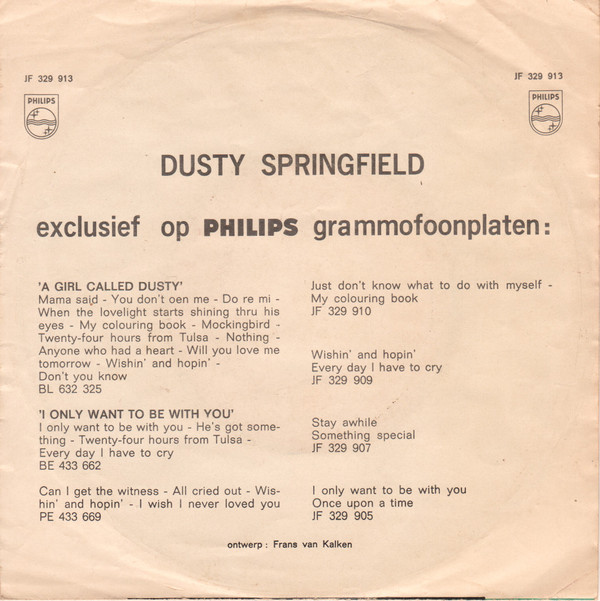 JF 329 913
JF 329 913
PHILIPS
PHILIPS
DUSTY SPRINGFIELD
exclusief op PHILIPS grammofoonplaten:
'A GIRL CALLED DUSTY'
Mama said - You don't oen me - Do re mi -
When the lovelight starts shining thru his
eyes - My colouring book - Mockingbird -
Twenty-four hours from Tulsa - Nothing -
Anyone who had a heart - Will you love me
tomorrow - Wishin' and hopin' -
Don't you know
BL 632 325
'I ONLY WANT TO BE WITH YOU'
I only want to be with you - He's got some-
thing - Twenty-four hours from Tulsa -
Every day I have to cry
BE 433 662
Can I get the witness - All cried out - Wis-
hin' and hopin' - I wish I never loved you
PE 433 669
Just don't know what to do with myself -
My colouring book
JF 329 910
Wishin' and hopin'
Every day I have to cry
JF 329 909
Stay awhile
Something special
JF 329 907
I only want to be with you
Once upon a time
JF 329 905
ontwerp: Frans van Kalken